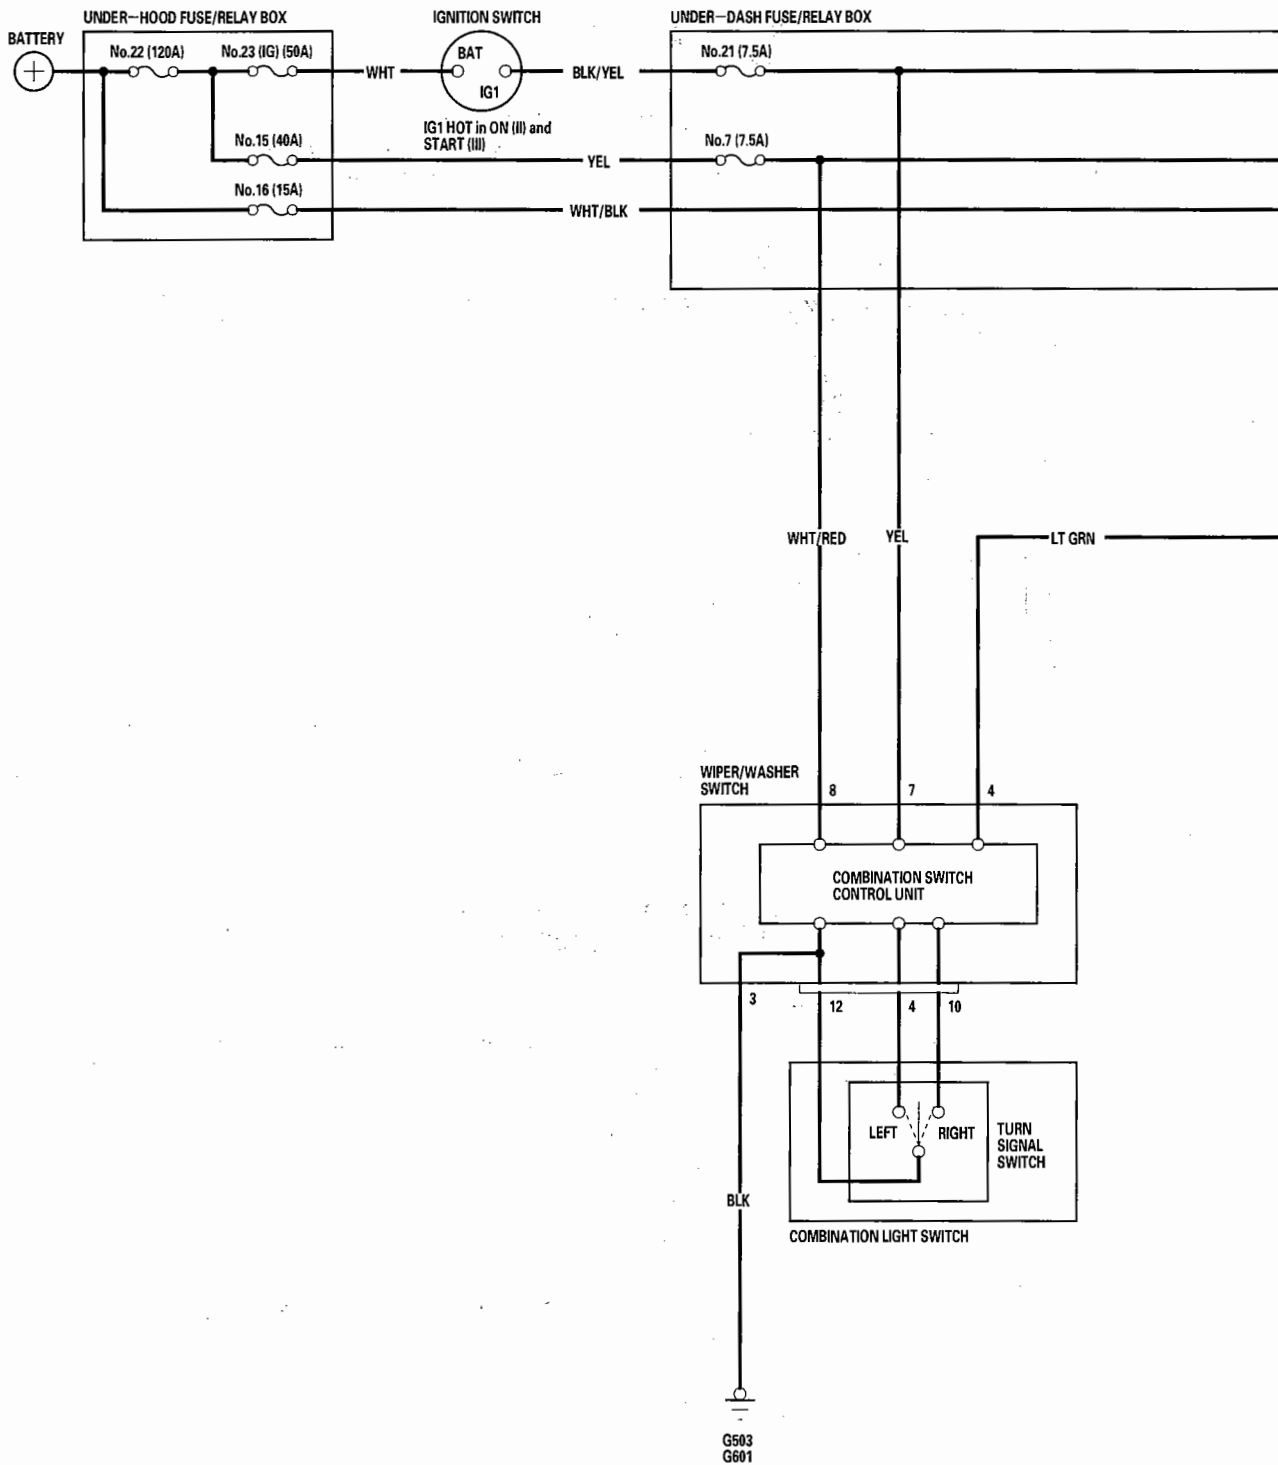 UNDER-HOOD FUSE/RELAY BOX
IGNITION SWITCH
UNDER-DASH FUSE/RELAY BOX
BATTERY
No.22 (120A)
No.23 (IG) (50A)
BAT
No.21 (7.5A)
WHT
BLK/YEL
IG1
IG1 HOT in ON (II) and
START (III)
No.15 (40A)
No.7 (7.5A)
YEL
No.16 (15A)
WHT/BLK
WHT/RED
YEL
LT GRN
WIPER/WASHER
SWITCH
8
7
4
COMBINATION SWITCH
CONTROL UNIT
3
12
4
10
LEFT
RIGHT
TURN
SIGNAL
SWITCH
BLK
COMBINATION LIGHT SWITCH
G503
G601